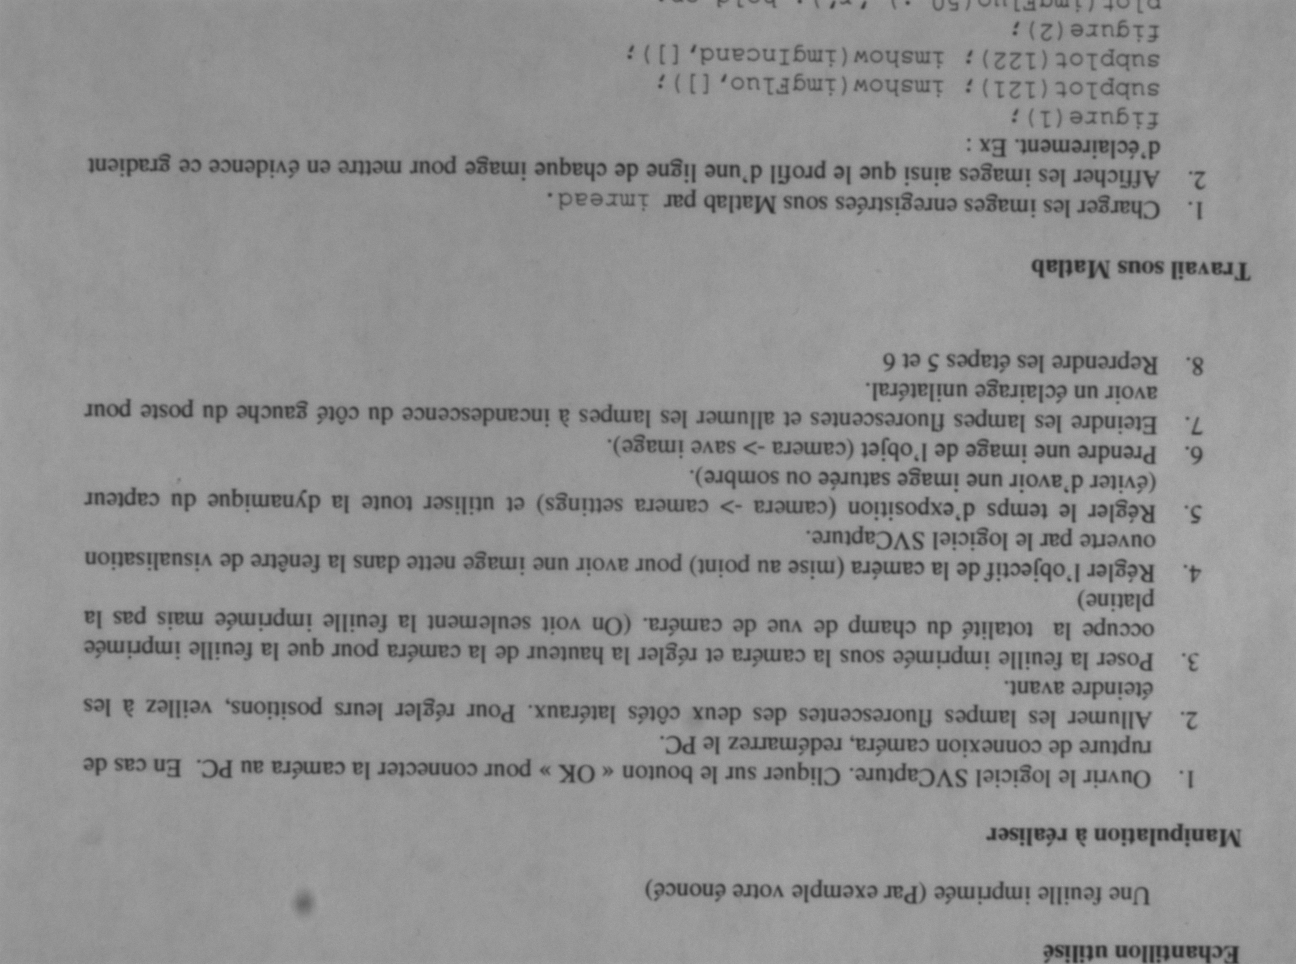 Echantillon utilisé
Une feuille imprimée (Par exemple votre énoncé)
Manipulation à réaliser
1. Ouvrir le logiciel SVCapture. Cliquer sur le bouton « OK » pour connecter la caméra au PC. En cas de
rupture de connexion caméra, redémarrez le PC.
2. Allumer les lampes fluorescentes des deux côtés latéraux. Pour régler leurs positions, veillez à les
éteindre avant.
3. Poser la feuille imprimée sous la caméra et régler la hauteur de la caméra pour que la feuille imprimée
occupe la totalité du champ de vue de caméra. (On voit seulement la feuille imprimée mais pas la
platine)
4. Régler l'objectif de la caméra (mise au point) pour avoir une image nette dans la fenêtre de visualisation
ouverte par le logiciel SVCapture.
5. Régler le temps d'exposition (camera -> camera settings) et utiliser toute la dynamique du capteur
(éviter d'avoir une image saturée ou sombre).
6. Prendre une image de l'objet (camera -> save image).
7. Eteindre les lampes fluorescentes et allumer les lampes à incandescence du côté gauche du poste pour
avoir un éclairage unilatéral.
8. Reprendre les étapes 5 et 6
Travail sous Matlab
1. Charger les images enregistrées sous Matlab par imread.
2. Afficher les images ainsi que le profil d'une ligne de chaque image pour mettre en évidence ce gradient
d'éclairement. Ex :
figure(1);
subplot(121); imshow(imgFluo,[]);
subplot(122); imshow(imgIncand,[]);
figure(2);
plot(imgFluo(50,:),'r'); hold on;